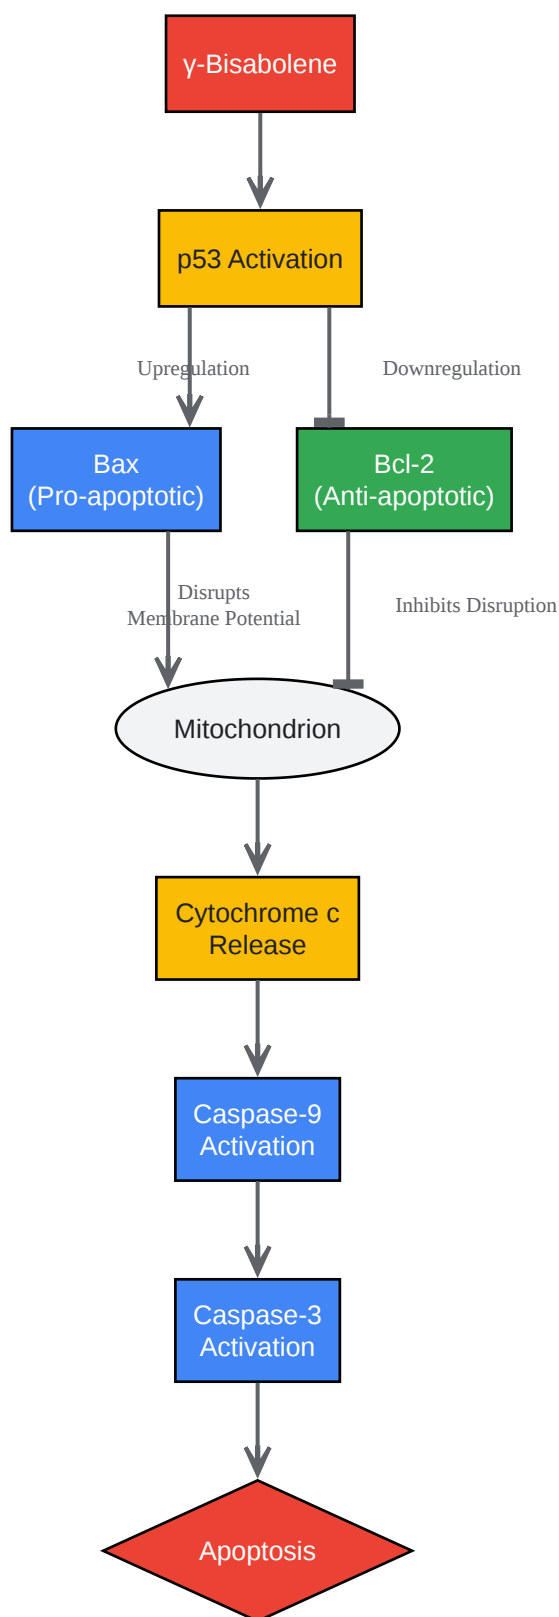 γ-Bisabolene
p53 Activation
Upregulation
Downregulation
Bax
(Pro-apoptotic)
Bcl-2
(Anti-apoptotic)
Disrupts
Membrane Potential
Inhibits Disruption
Mitochondrion
Cytochrome c
Release
Caspase-9
Activation
Caspase-3
Activation
Apoptosis